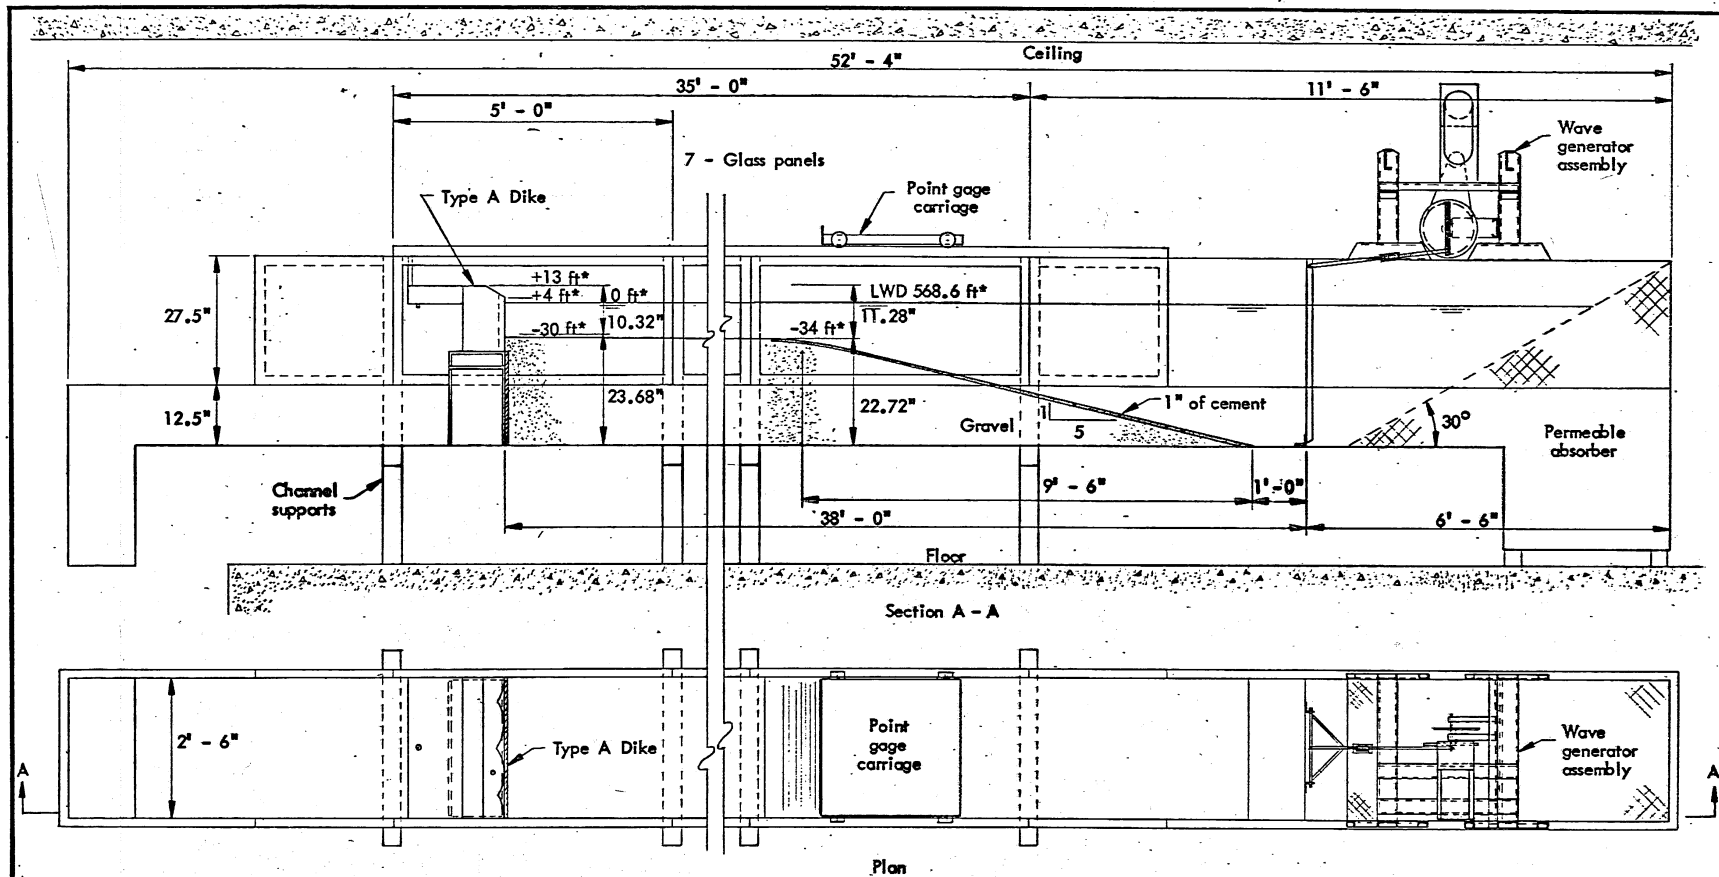 Ceiling
52' - 4"
35' - 0"
11' - 6"
5' - 0"
7 - Glass panels
Wave
generator
assembly
L
L
Type A Dike
Point gage
carriage
+13 ft*
+4 ft*
0 ft*
LWD 568.6 ft*
27.5"
-30 ft*
10.32"
-34 ft*
11.28"
12.5"
23.68"
22.72"
1
5
1" of cement
Gravel
30°
Permeable
absorber
Channel
supports
9' - 6"
1'-0"
38' - 0"
6' - 6"
Floor
Section A - A
2' - 6"
Type A Dike
Point
gage
carriage
Wave
generator
assembly
A
A
Plan